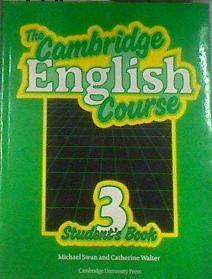 The
Cambridge
English
Course
3
Student's Book
Michael Swan and Catherine Walter
Cambridge University Press